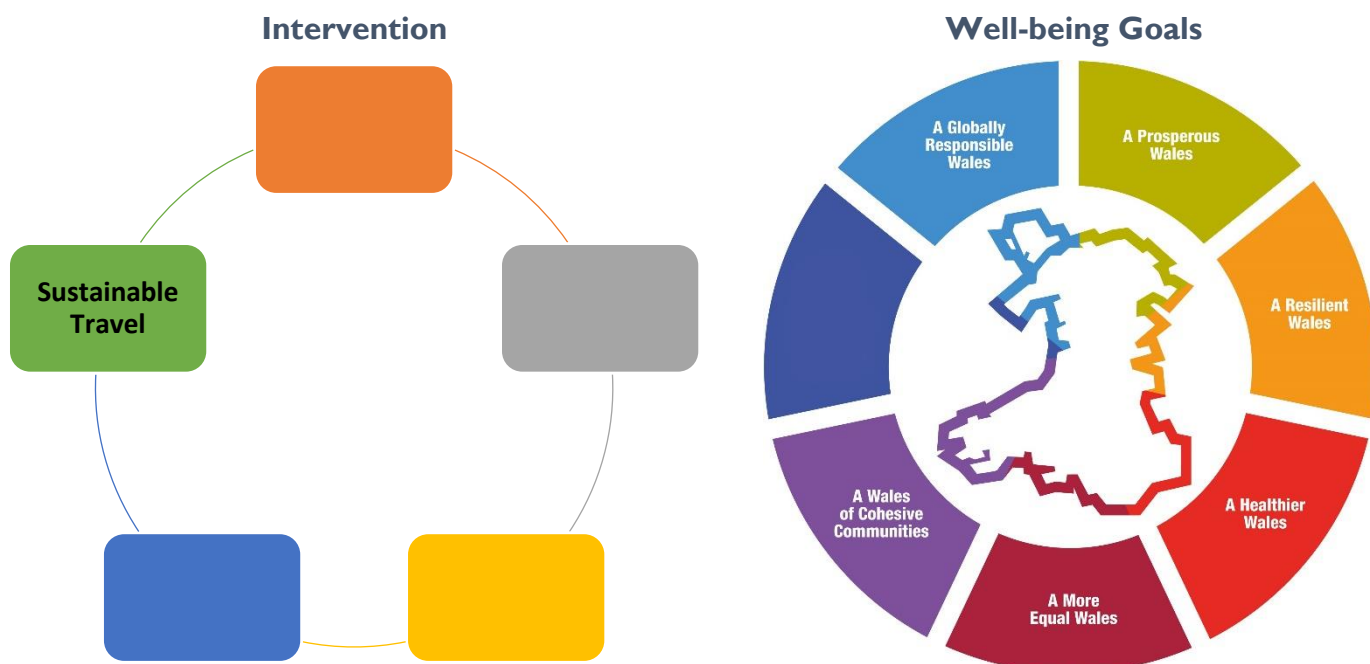 Intervention
Sustainable
Travel
Well-being Goals
A Globally
Responsible
Wales
A Prosperous
Wales
A Resilient
Wales
A Healthier
Wales
A More
Equal Wales
A Wales
of Cohesive
Communities